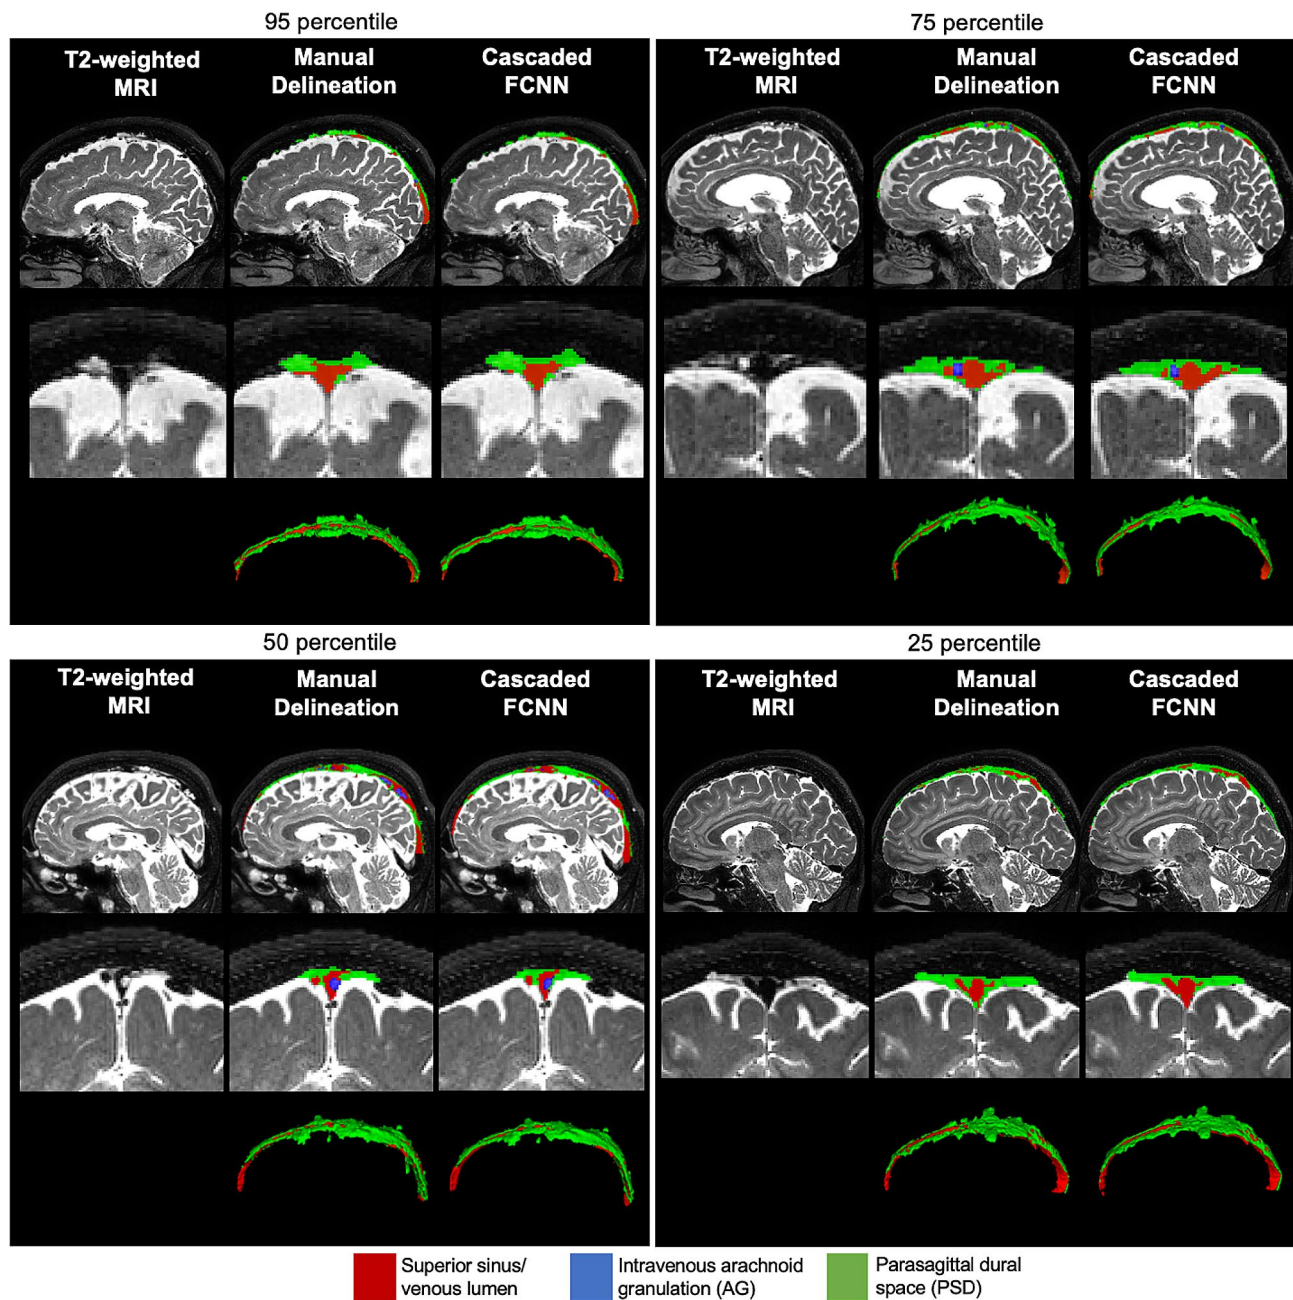 95 percentile
T2-weighted
MRI
Manual
Delineation
Cascaded
FCNN
75 percentile
T2-weighted
MRI
Manual
Delineation
Cascaded
FCNN
50 percentile
T2-weighted
MRI
Manual
Delineation
Cascaded
FCNN
25 percentile
T2-weighted
MRI
Manual
Delineation
Cascaded
FCNN
Superior sinus/
venous lumen
Intravenous arachnoid
granulation (AG)
Parasagittal dural
space (PSD)